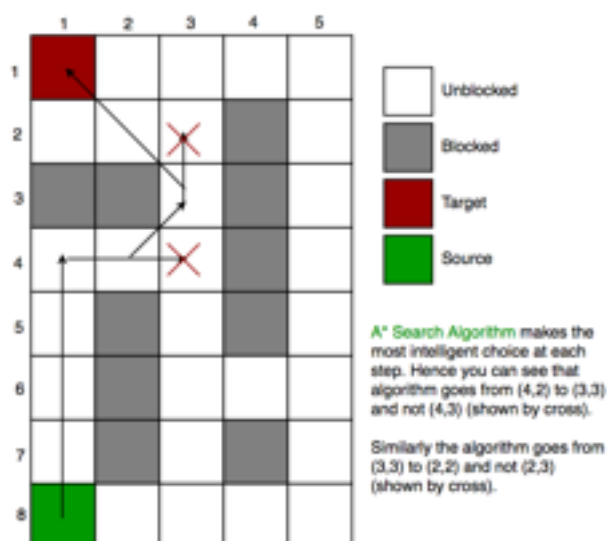 1 2 3 4 5
1
2
3
4
5
6
7
8
Unblocked
Blocked
Target
Source
A* Search Algorithm makes the
most intelligent choice at each
step. Hence you can see that
algorithm goes from (4,2) to (3,3)
and not (4,3) (shown by cross).
Similarly the algorithm goes from
(3,3) to (2,2) and not (2,3)
(shown by cross).